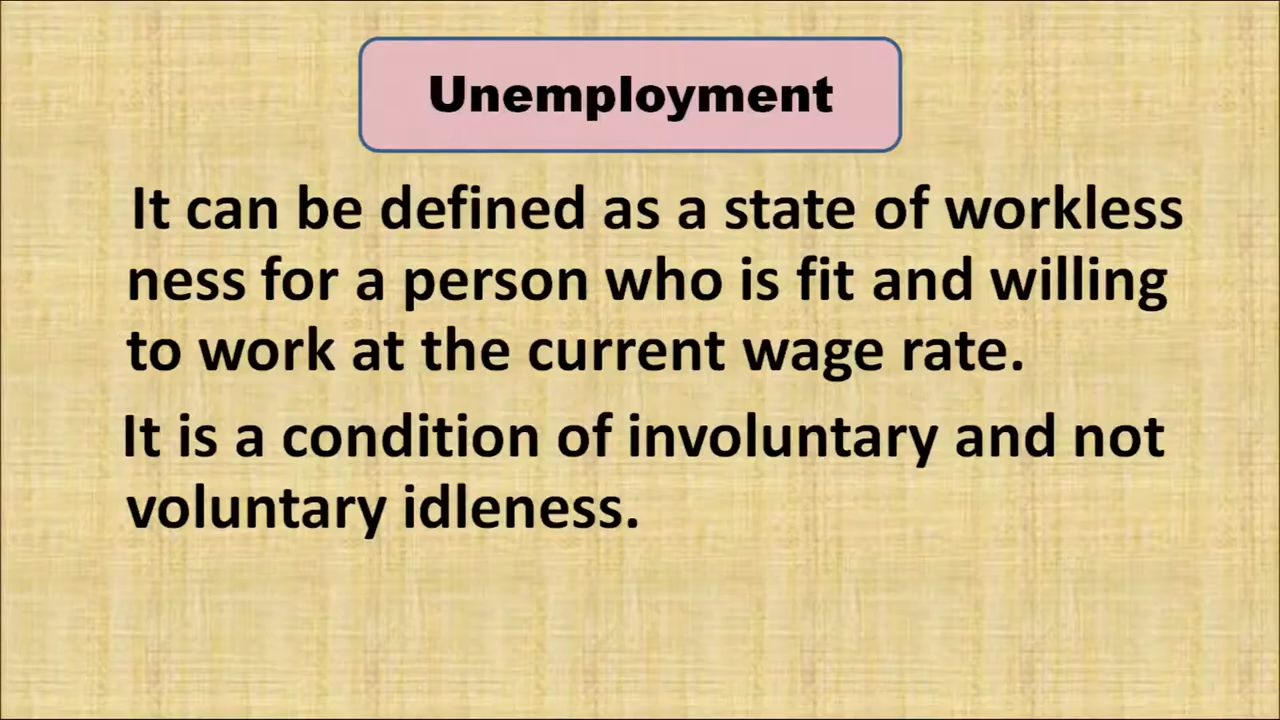 Unemployment
It can be defined as a state of workless
ness for a person who is fit and willing
to work at the current wage rate.
It is a condition of involuntary and not
voluntary idleness.